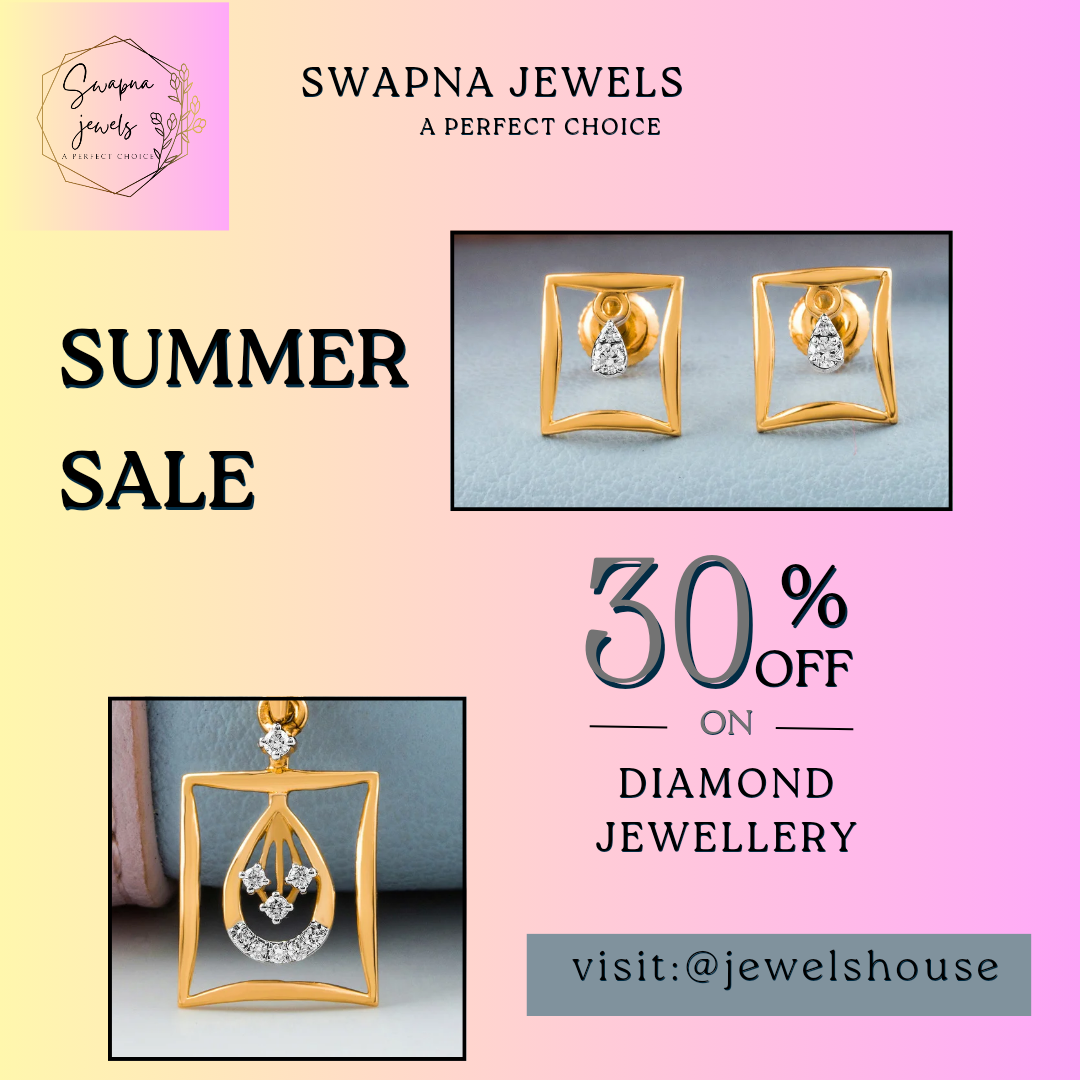 Swapna
jewels
A PERFECT CHOICE
SWAPNA JEWELS
A PERFECT CHOICE
SUMMER
SALE
30%
OFF
ON
DIAMOND
JEWELLERY
visit:@jewelshouse